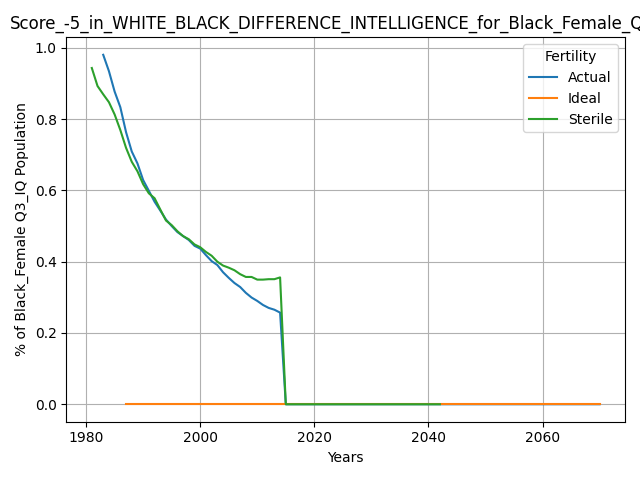 Score_-5_in_WHITE_BLACK_DIFFERENCE_INTELLIGENCE_for_Black_Female_Q
Fertility
Actual
Ideal
Sterile
% of Black_Female Q3_IQ Population
1.0
0.8
0.6
0.4
0.2
0.0
1980 2000 2020 2040 2060
Years